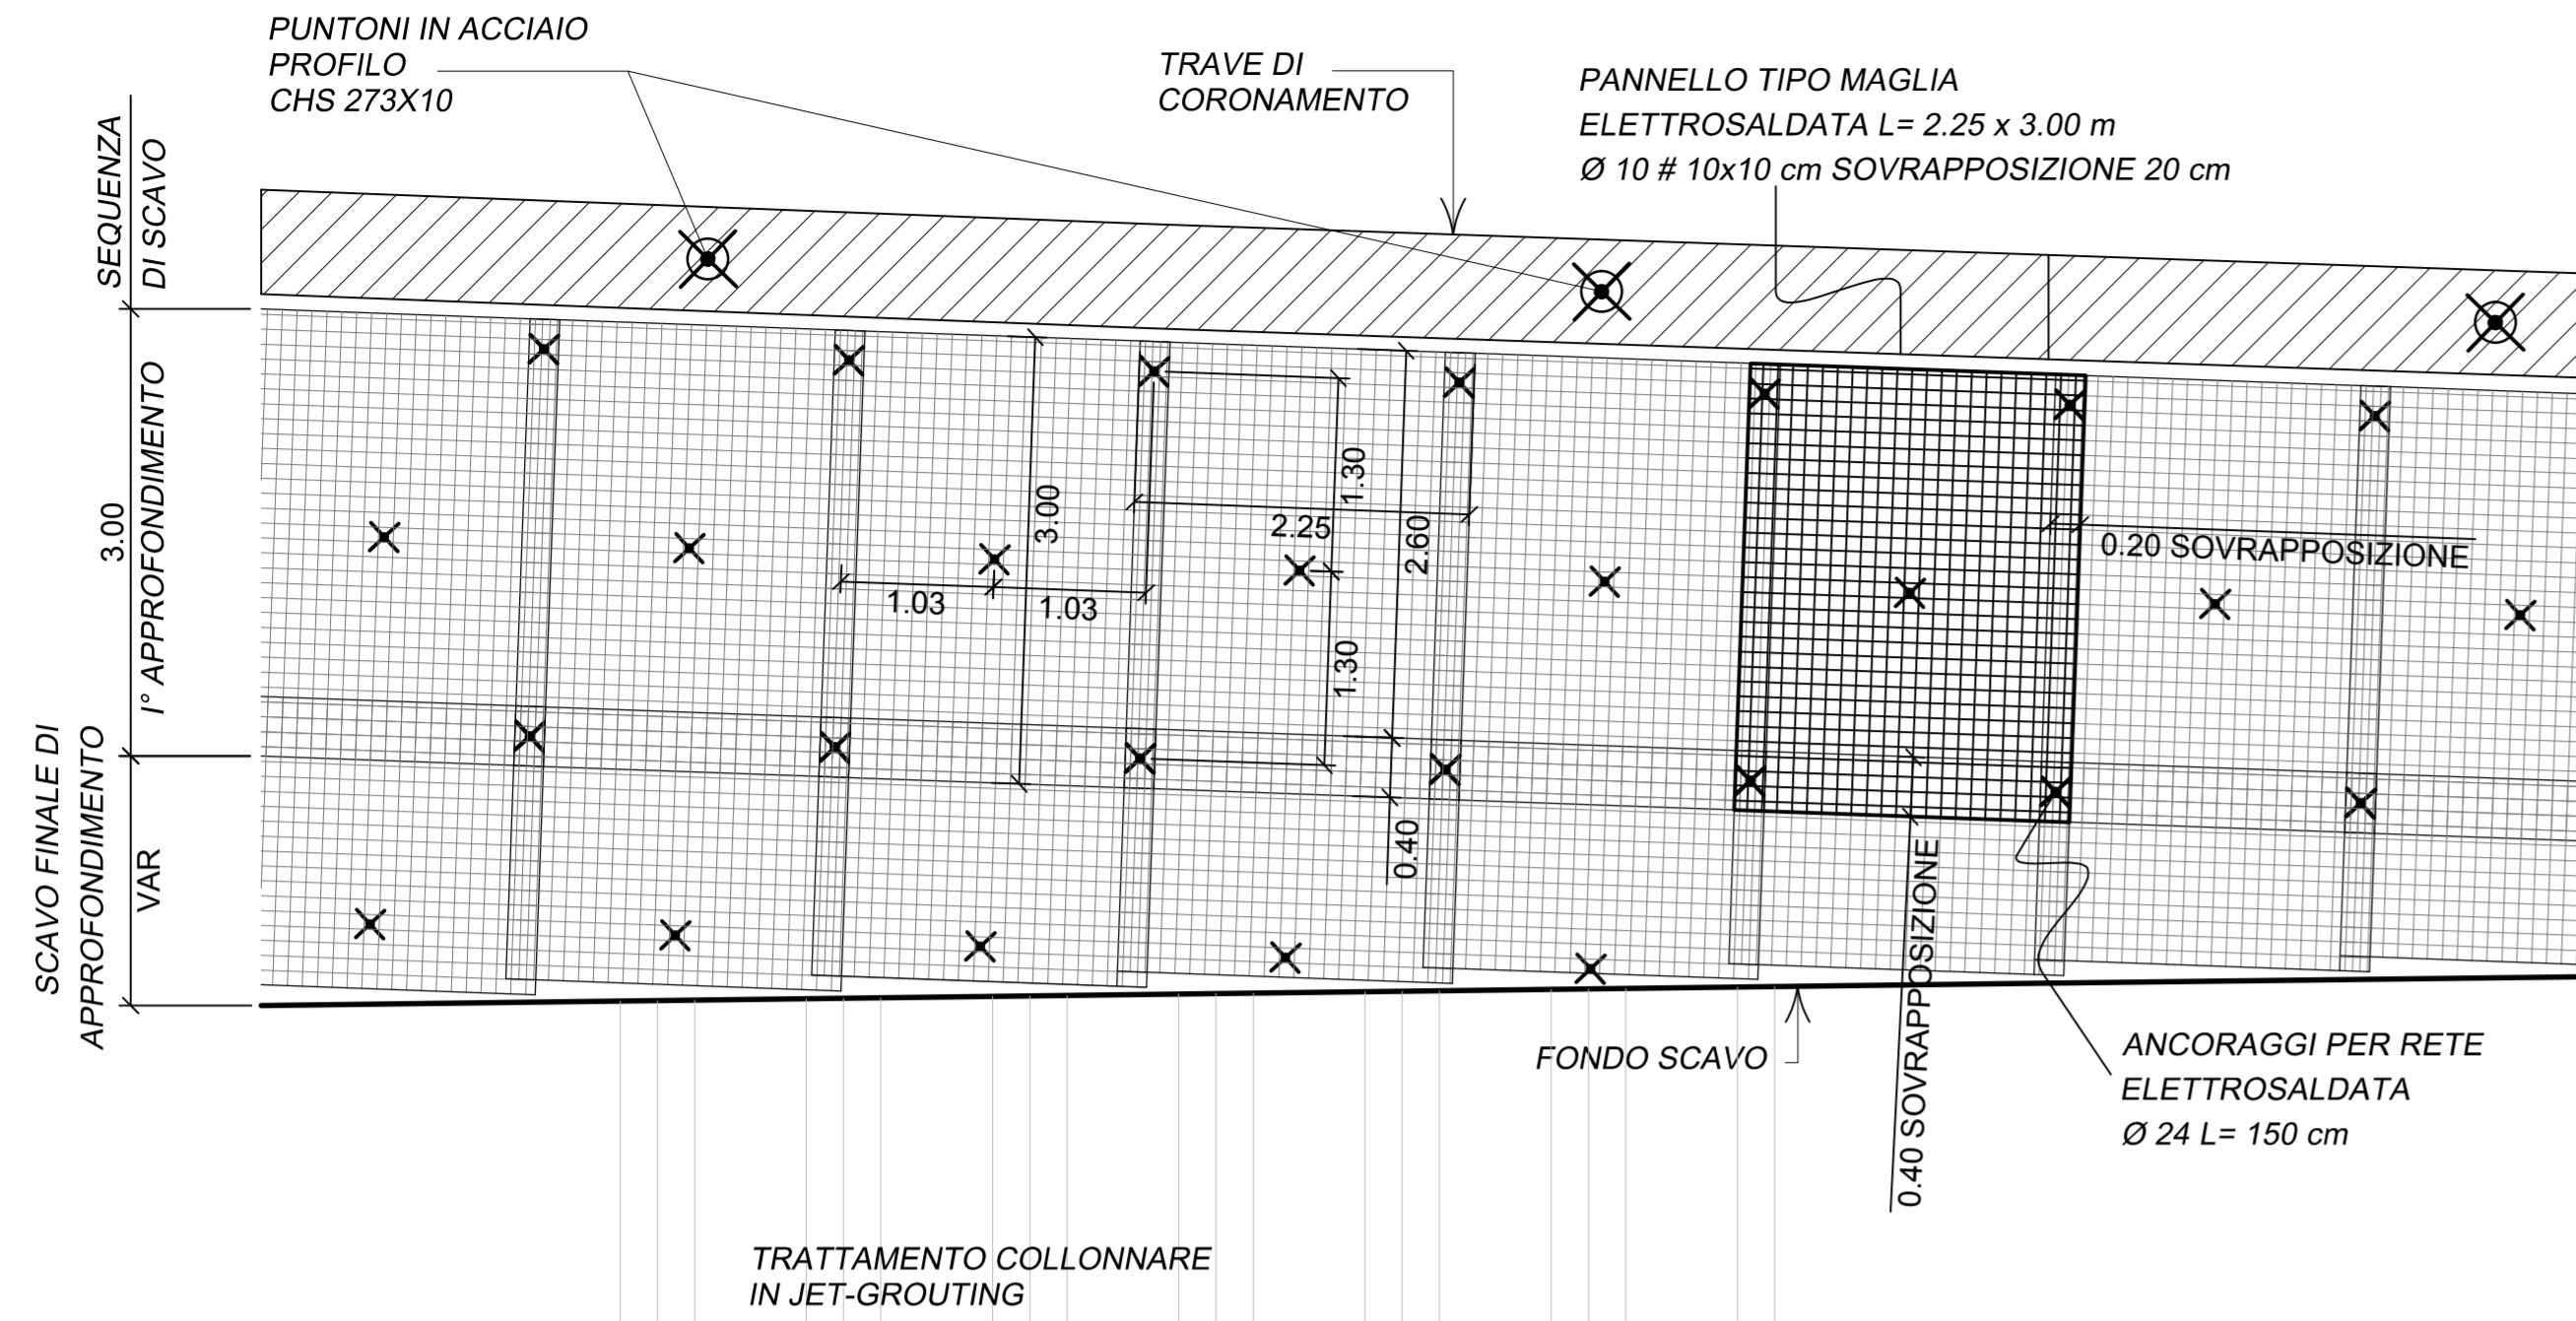 PUNTONI IN ACCIAIO
PROFILO
CHS 273X10
TRAVE DI
CORONAMENTO
PANNELLO TIPO MAGLIA
ELETTROSALDATA L= 2.25 x 3.00 m
Ø 10 # 10x10 cm SOVRAPPOSIZIONE 20 cm
SEQUENZA
DI SCAVO
3.00
I° APPROFONDIMENTO
SCAVO FINALE DI
APPROFONDIMENTO
VAR
1.03
1.03
3.00
2.25
1.30
1.30
2.60
0.40
0.20 SOVRAPPOSIZIONE
0.40 SOVRAPPOSIZIONE
FONDO SCAVO
ANCORAGGI PER RETE
ELETTROSALDATA
Ø 24 L= 150 cm
TRATTAMENTO COLLONNARE
IN JET-GROUTING